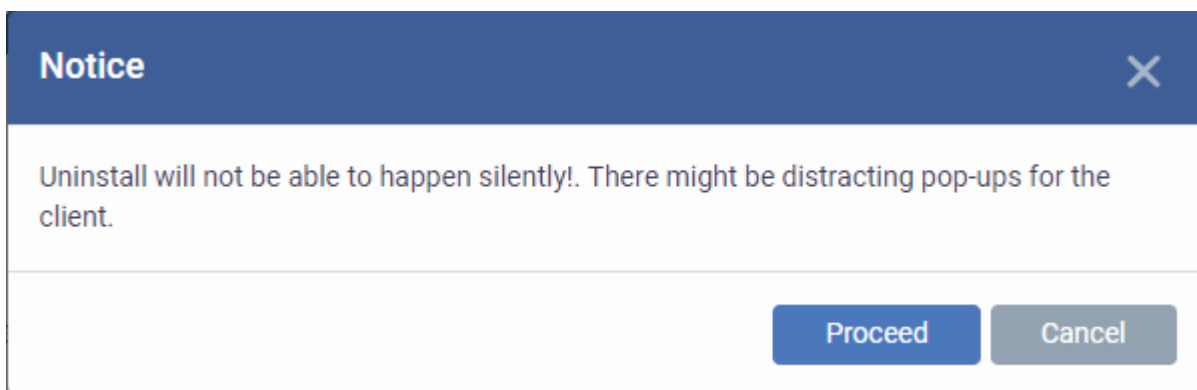 Notice
Uninstall will not be able to happen silently!. There might be distracting pop-ups for the
client.
Proceed
Cancel